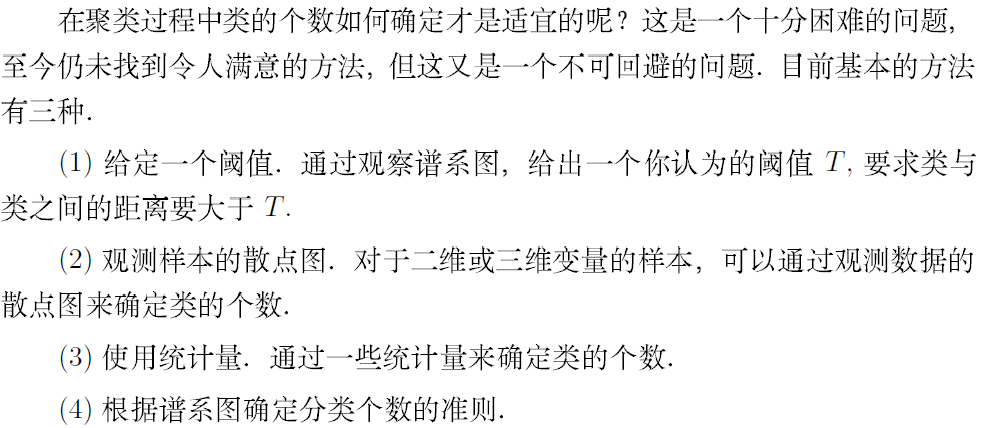 在聚类过程中类的个数如何确定才是适宜的呢？这是一个十分困难的问题，
至今仍未找到令人满意的方法, 但这又是一个不可回避的问题. 目前基本的方法
有三种.
(1) 给定一个阈值. 通过观察谱系图，给出一个你认为的阈值 T, 要求类与
类之间的距离要大于 T.
(2) 观测样本的散点图. 对于二维或三维变量的样本，可以通过观测数据的
散点图来确定类的个数.
(3) 使用统计量. 通过一些统计量来确定类的个数.
(4) 根据谱系图确定分类个数的准则.